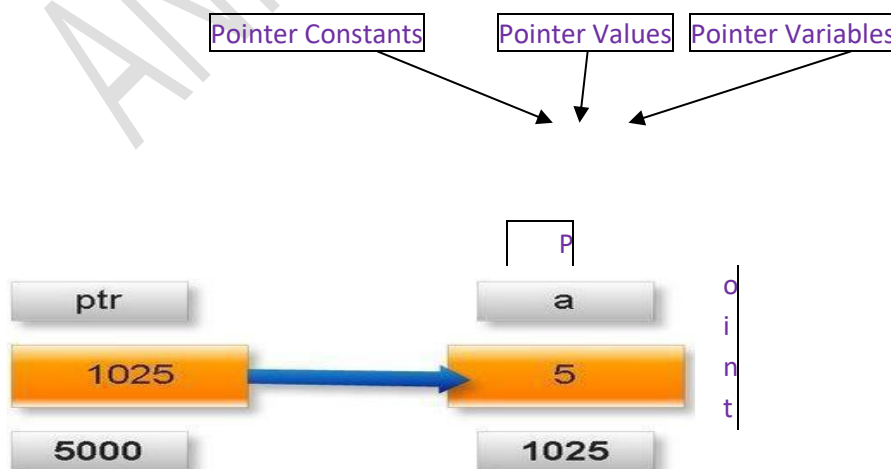 Pointer Constants Pointer Values Pointer Variables
P
o
i
n
t
ptr a
1025 5
5000 1025